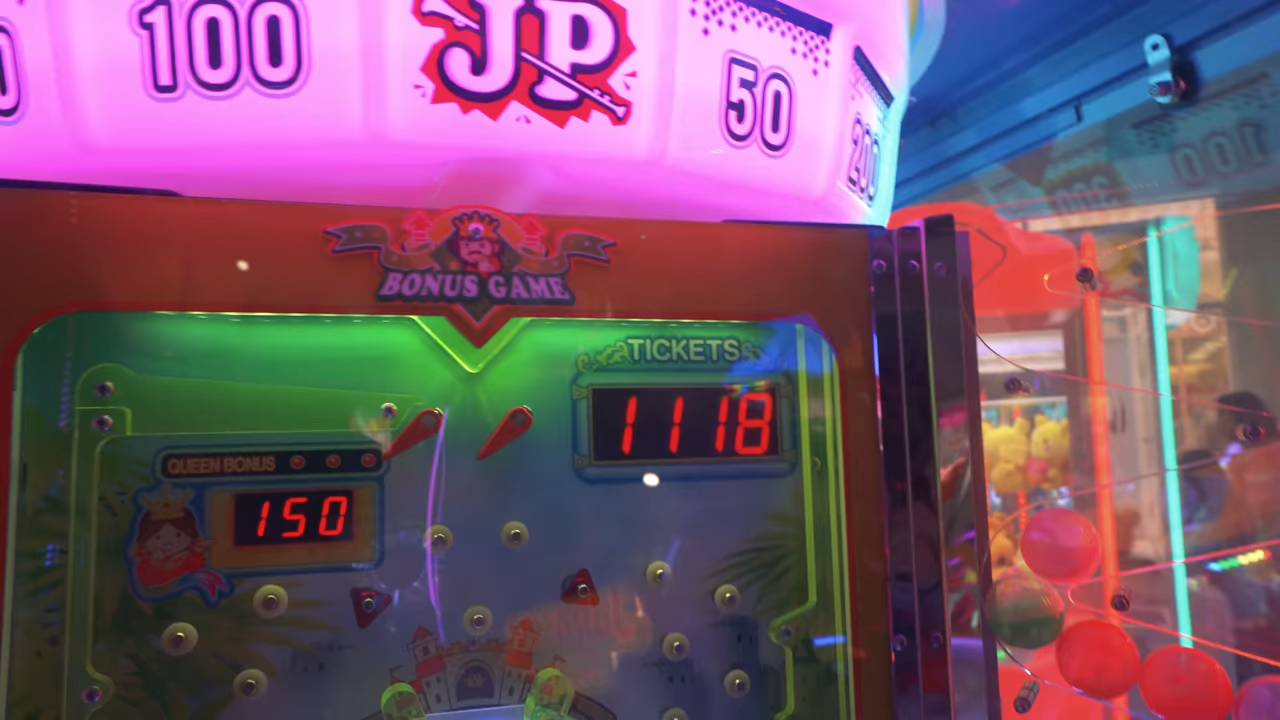 100
JP
50
200
BONUS GAME
TICKETS
1118
QUEEN BONUS
150